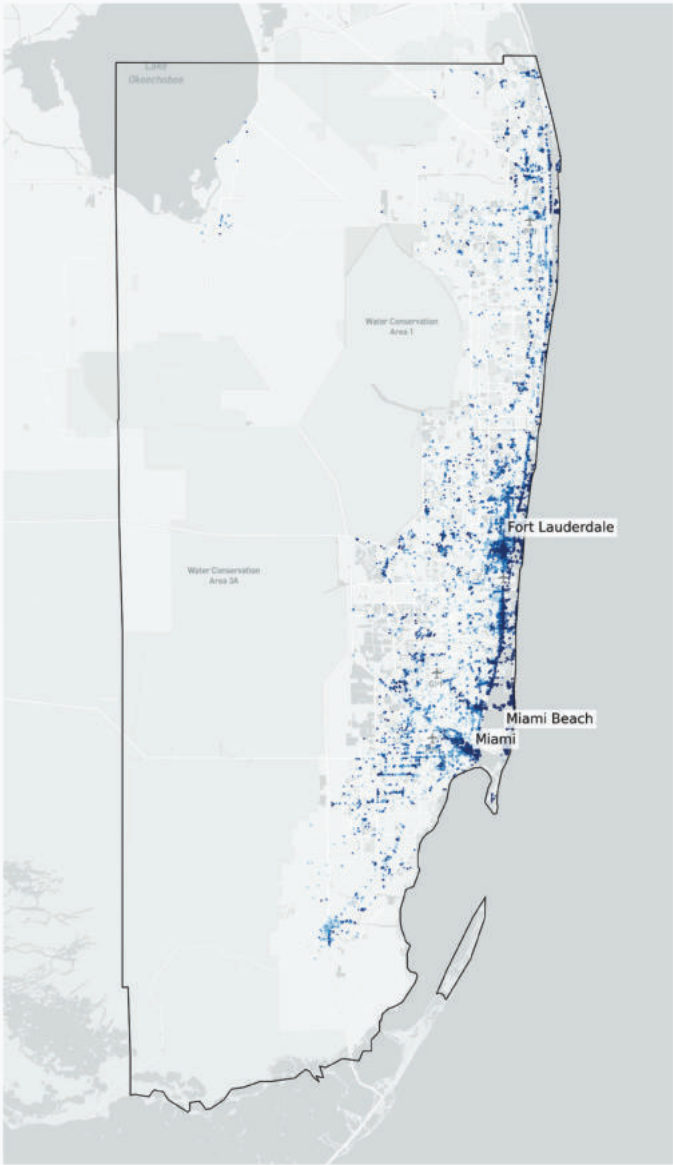 Lake
Okeechobee
Water Conservation
Area 1
Fort Lauderdale
Water Conservation
Area 3A
Miami Beach
Miami